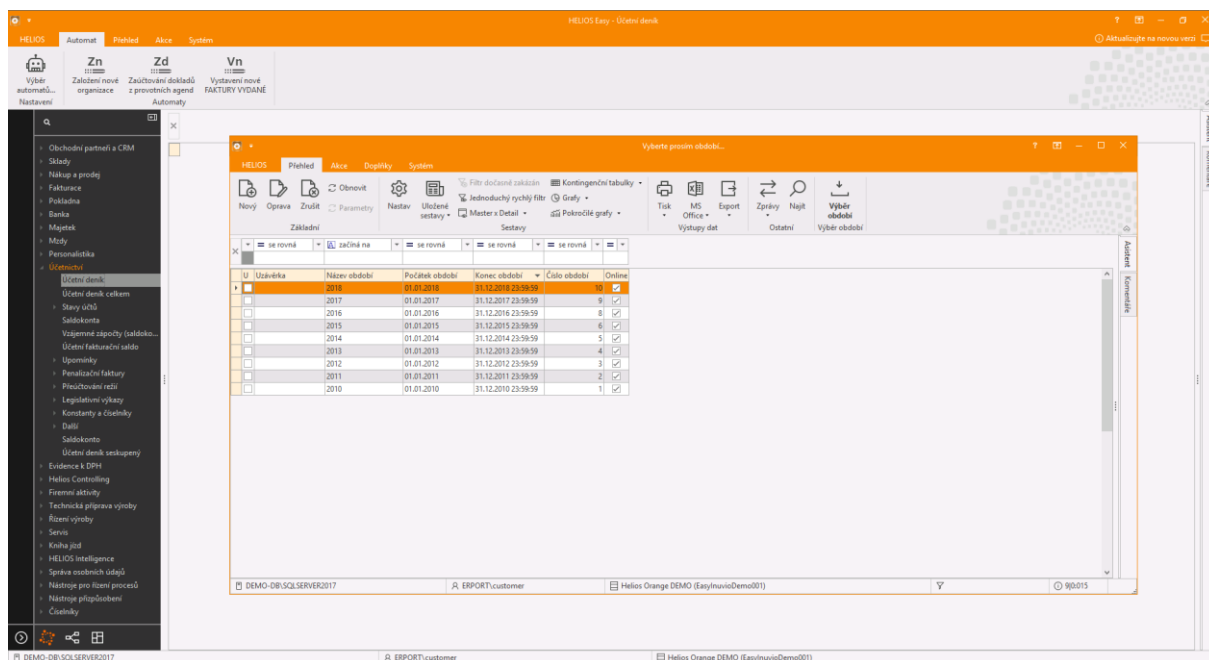 HELIOS Easy - Účetní deník
HELIOS Automat Přehled Akce Systém
Aktualizujte na novou verzi
Výběr automatů...
Nastavení
Zn
Založení nové organizace
Zd
Zaúčtování dokladů z prvotních agend
Vn
Vystavení nové FAKTURY VYDANÉ
Automaty
Obchodní partneři a CRM
Sklady
Nákup a prodej
Fakturace
Pokladna
Banka
Majetek
Mzdy
Personalistika
Účetnictví
Účetní deník
Účetní deník celkem
Stavy účtů
Saldokonta
Vzájemné zápočty (saldoko...
Účetní fakturační saldo
Upomínky
Penalizační faktury
Přeúčtování režií
Legislativní výkazy
Konstanty a číselníky
Další
Saldokonto
Účetní deník seskupený
Evidence k DPH
Helios Controlling
Firemní aktivity
Technická příprava výroby
Řízení výroby
Servis
Kniha jízd
HELIOS Intelligence
Správa osobních údajů
Nástroje pro řízení procesů
Nástroje přizpůsobení
Číselníky
Vyberte prosím období...
HELIOS Přehled Akce Doplňky Systém
Nový Oprava Zrušit
Obnovit
Parametry
Základní
Nastav
Uložené sestavy
Filtr dočasně zakázán
Jednoduchý rychlý filtr
Master x Detail
Kontingenční tabulky
Grafy
Pokročilé grafy
Sestavy
Tisk
MS Office
Export
Výstupy dat
Zprávy Najít
Ostatní
Výběr období
Výběr období
= se rovná začíná na = se rovná = se rovná = se rovná =
U Uzávěrka Název období Počátek období Konec období Číslo období Online
2018 01.01.2018 31.12.2018 23:59:59 10
2017 01.01.2017 31.12.2017 23:59:59 9
2016 01.01.2016 31.12.2016 23:59:59 8
2015 01.01.2015 31.12.2015 23:59:59 6
2014 01.01.2014 31.12.2014 23:59:59 5
2013 01.01.2013 31.12.2013 23:59:59 4
2012 01.01.2012 31.12.2012 23:59:59 3
2011 01.01.2011 31.12.2011 23:59:59 2
2010 01.01.2010 31.12.2010 23:59:59 1
Asistent
Komentáře
DEMO-DB\SQLSERVER2017 ERPORT\customer Helios Orange DEMO (EasyInuvioDemo001) 9|0:015
DEMO-DB\SQLSERVER2017 ERPORT\customer Helios Orange DEMO (EasyInuvioDemo001)